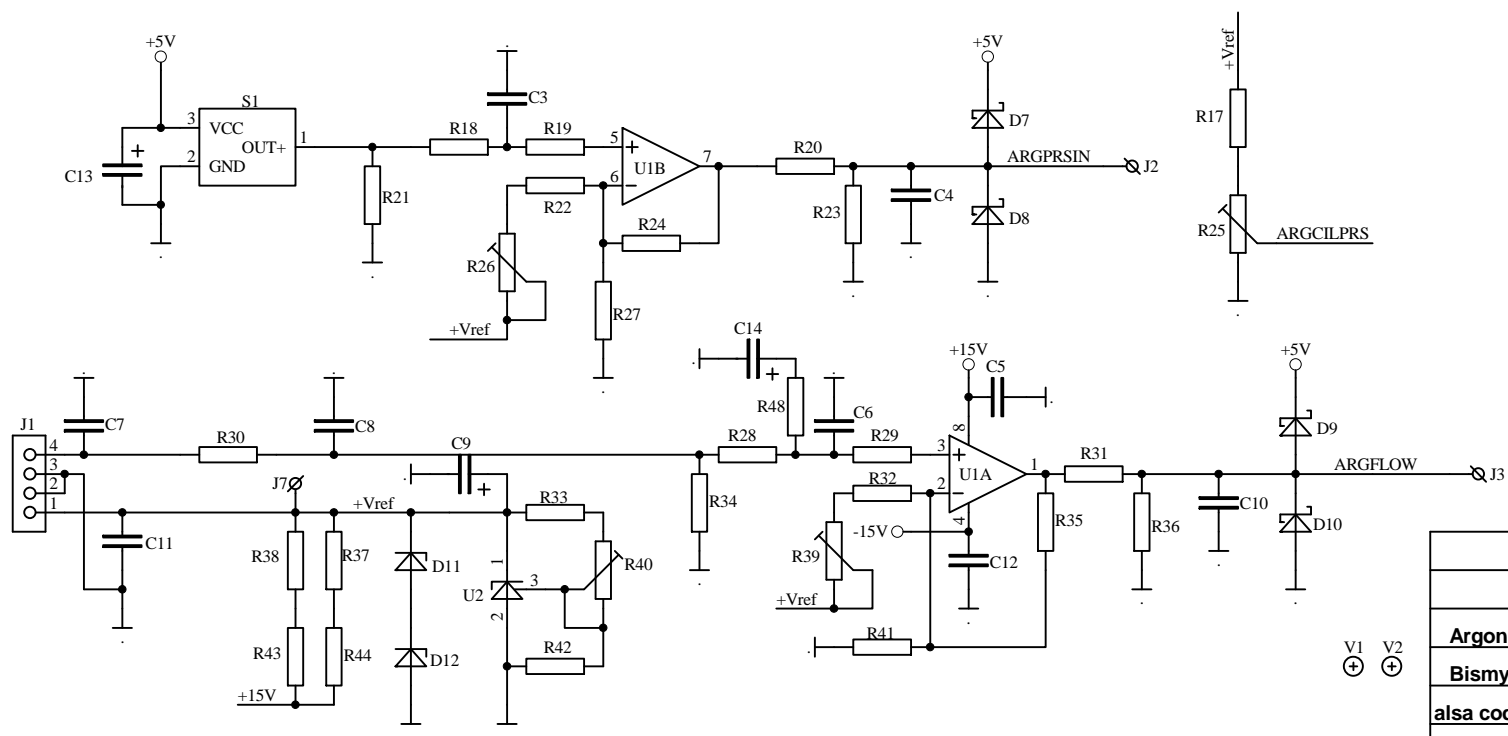 +5V
S1
3
VCC
OUT+
1
2
GND
C13
+
R21
R18
C3
R19
5
+
6
−
U1B
7
R22
R24
R26
R27
+Vref
R20
R23
C4
+5V
D7
ARGPRSIN
J2
D8
+Vref
R17
R25
ARGCILPRS
J1
4
3
2
1
C7
R30
C8
C9
+
J7
+Vref
C11
R38
R37
R43
R44
+15V
D11
D12
R33
1
U2
3
2
R40
R42
R34
C14
+
R28
R48
C6
R29
+15V
C5
8
3
+
2
−
U1A
1
4
R32
-15V
C12
R39
+Vref
R41
R35
R31
R36
C10
+5V
D9
ARGFLOW
J3
D10
V1
V2
Argon
Bismy
alsa cod